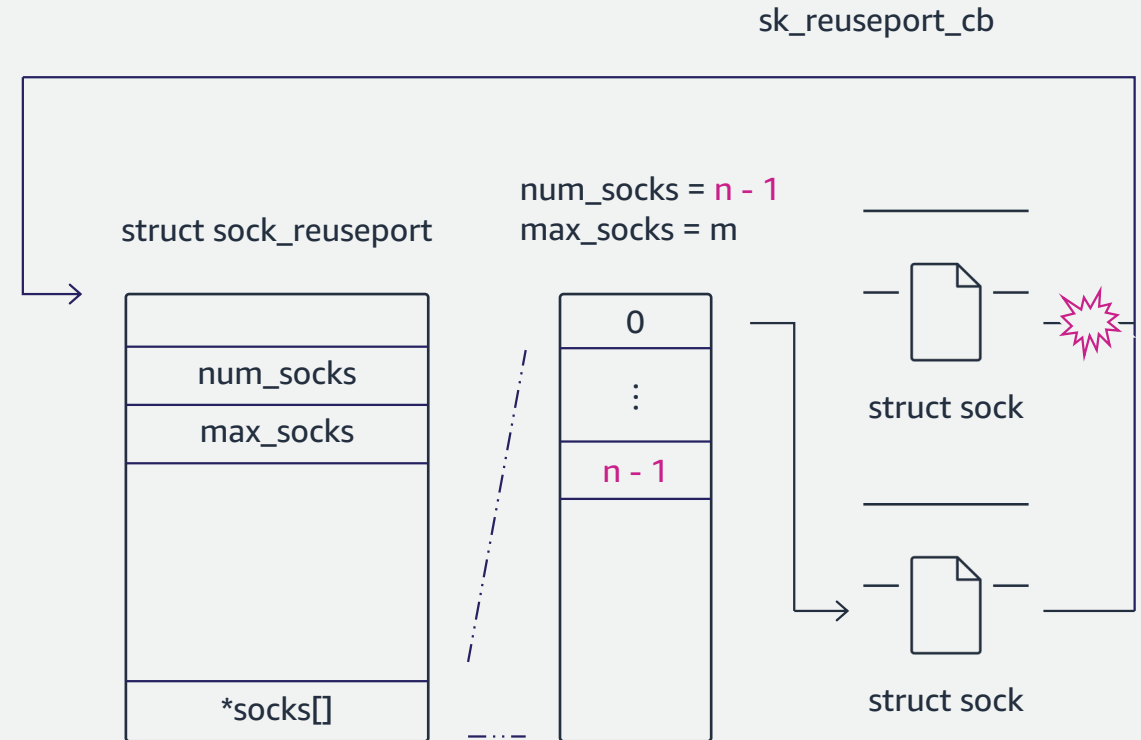 sk_reuseport_cb
num_socks = n - 1
max_socks = m
struct sock_reuseport
num_socks
max_socks
*socks[]
0
⋮
n - 1
struct sock
struct sock